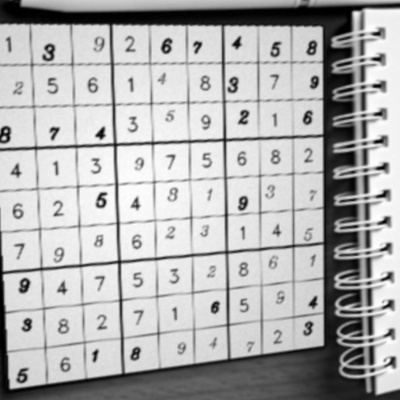 1 3 9 2 6 7 4 5 8
2 5 6 1 4 8 3 7 9
8 7 4 3 5 9 2 1 6
4 1 3 9 7 5 6 8 2
6 2 5 4 8 1 9 3 7
7 9 8 6 2 3 1 4 5
9 4 7 5 3 2 8 6 1
3 8 2 7 1 6 5 9 4
5 6 1 8 9 4 7 2 3